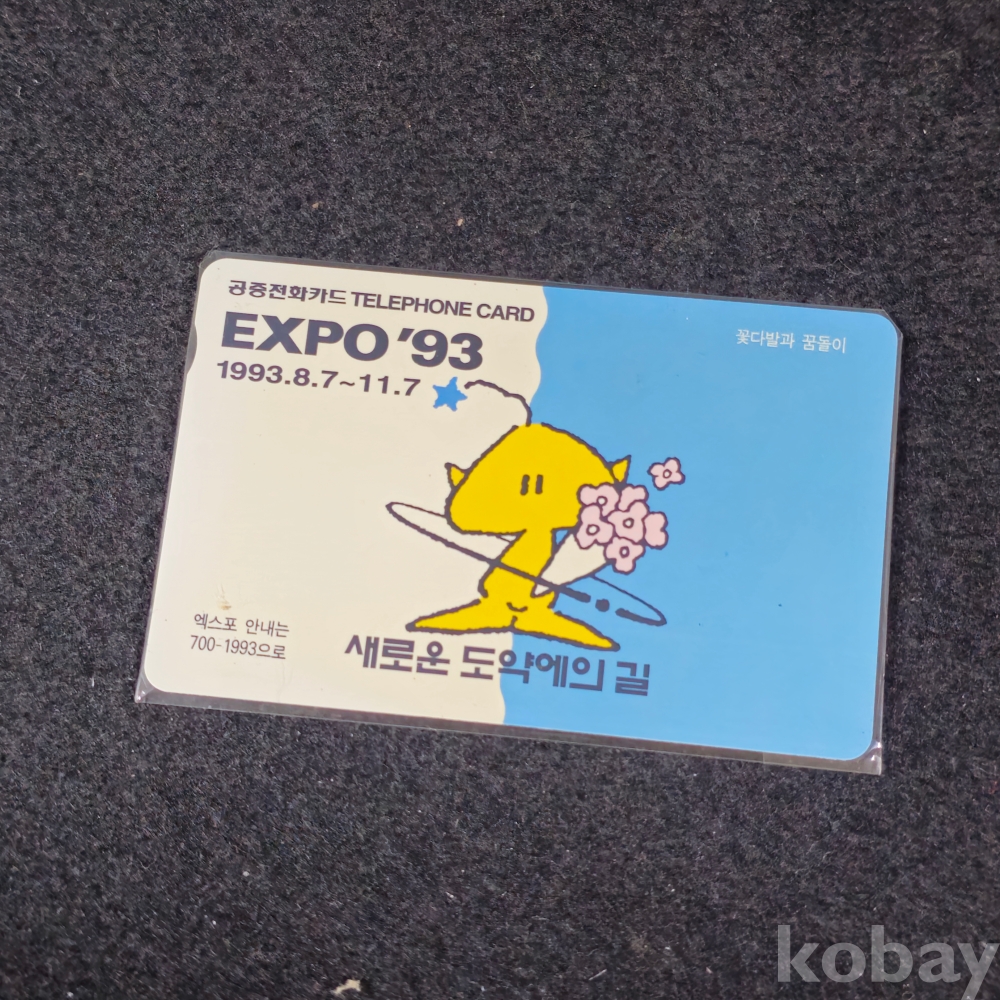 공중전화카드 TELEPHONE CARD
EXPO '93
1993.8.7~11.7
꽃다발과 꿈돌이
엑스포 안내는
700-1993으로
새로운 도약에의 길
kobay